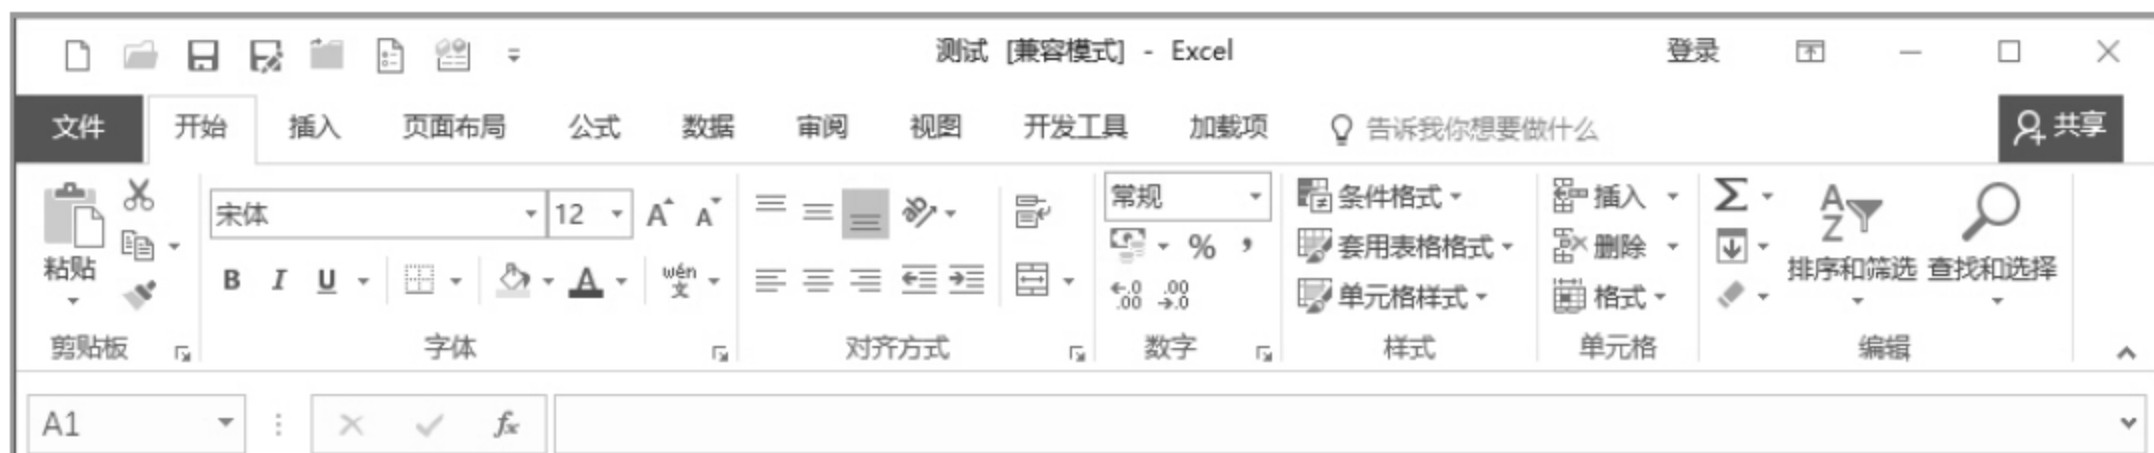 测试 [兼容模式] - Excel 登录
文件 开始 插入 页面布局 公式 数据 审阅 视图 开发工具 加载项 告诉我你想要做什么 共享
宋体 12 A A 常规 条件格式 插入 Σ
粘贴 B I U A wén 文 % , 套用表格格式 删除 A Z 排序和筛选 查找和选择
←.0 .00 .00 →.0 单元格样式 格式
剪贴板 字体 对齐方式 数字 样式 单元格 编辑
A1 fx